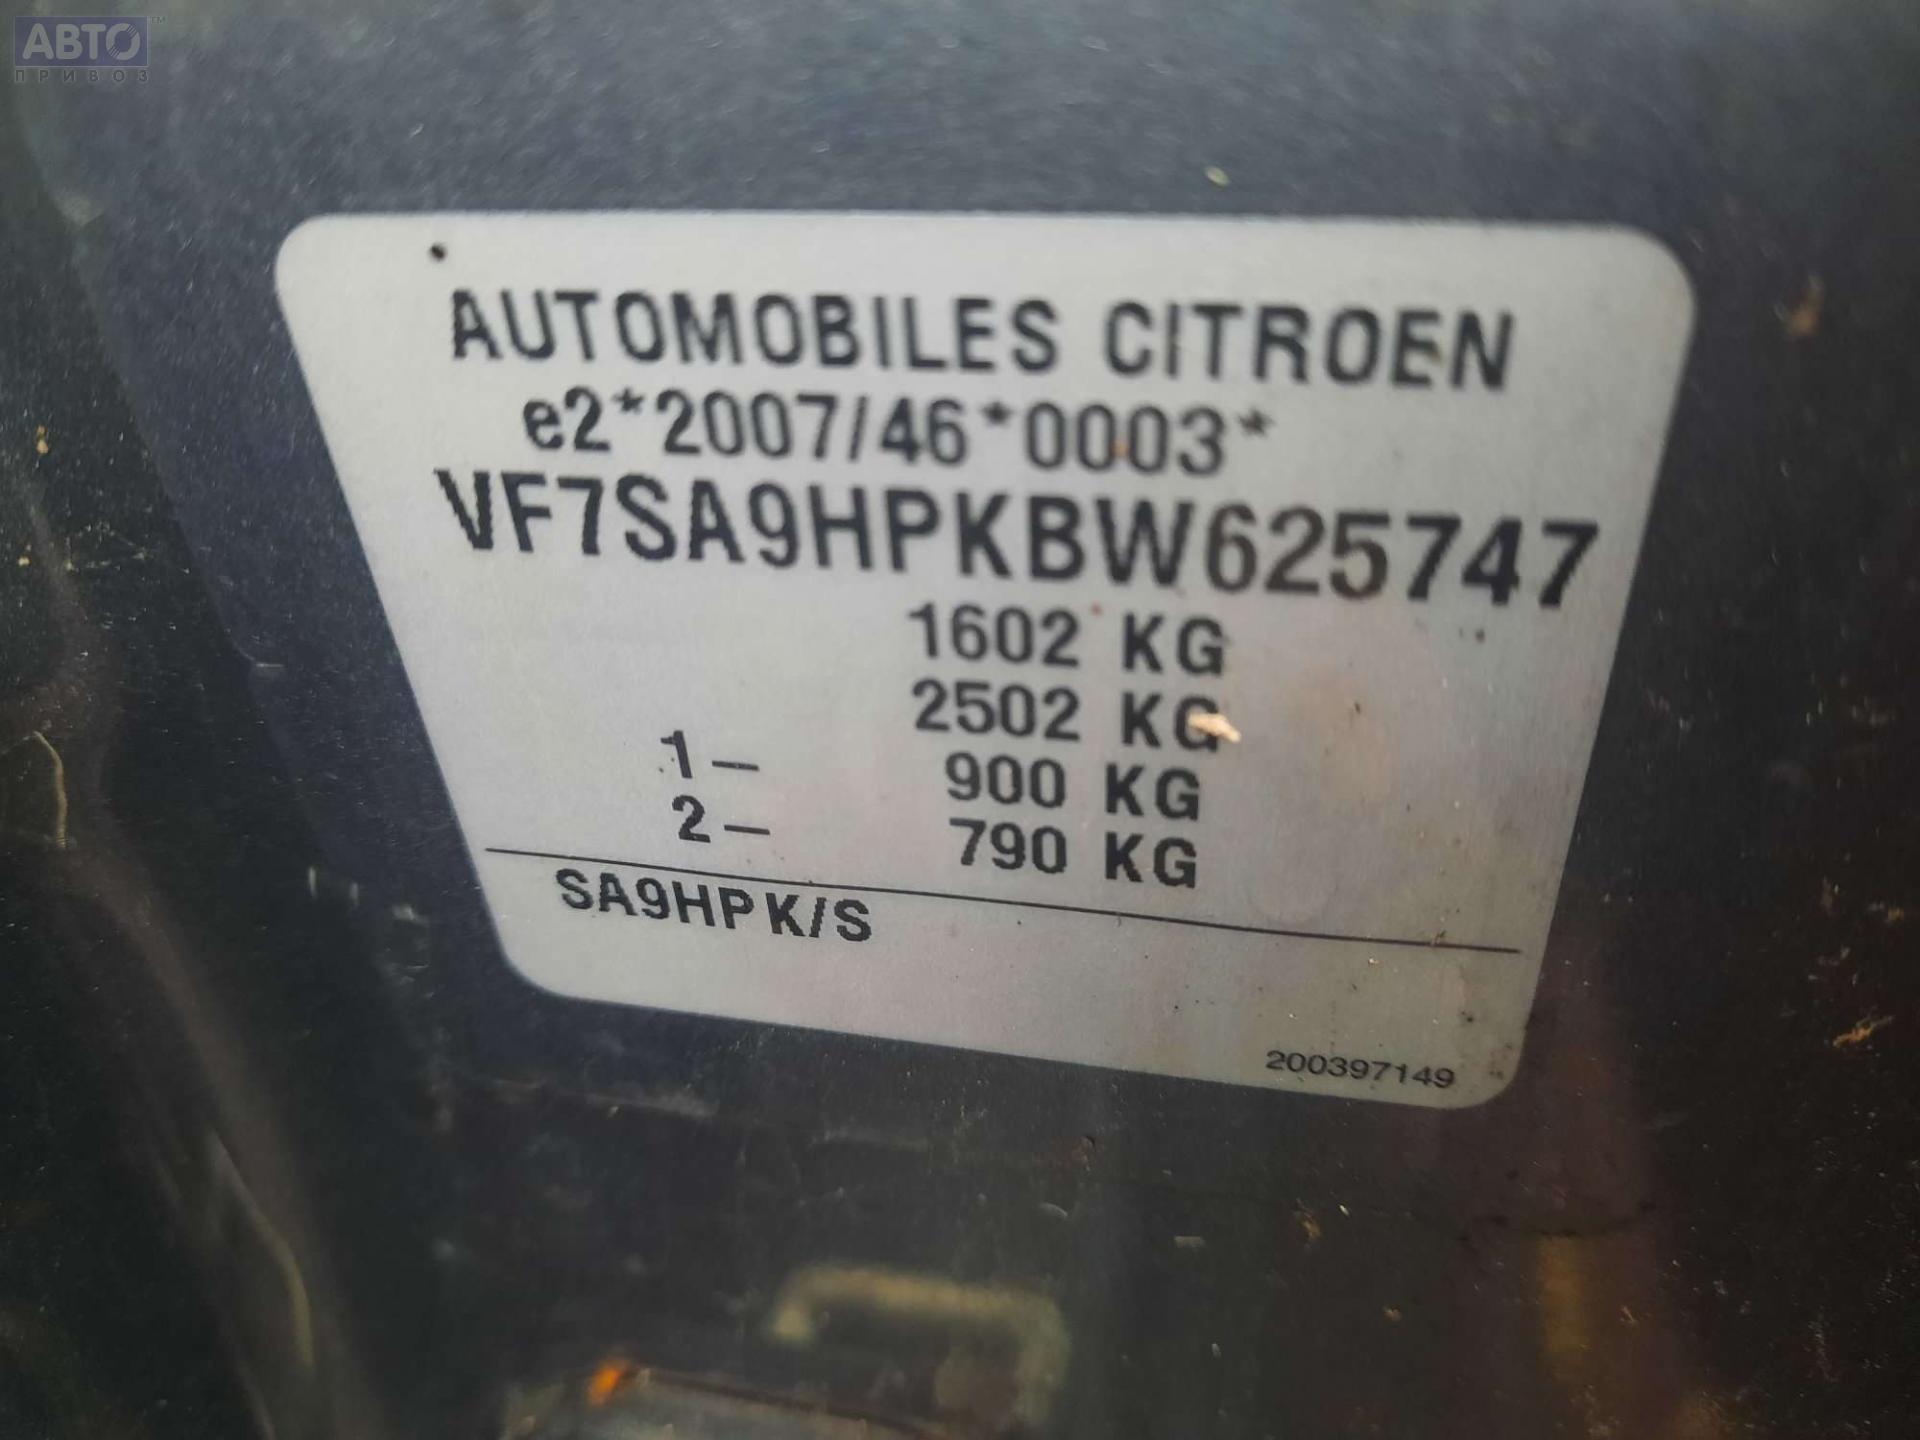 АВТО™
ПРИВОЗ
AUTOMOBILES CITROEN
e2*2007/46*0003*
VF7SA9HPKBW625747
1602 KG
2502 KG
1– 900 KG
2– 790 KG
SA9HPK/S
200397149